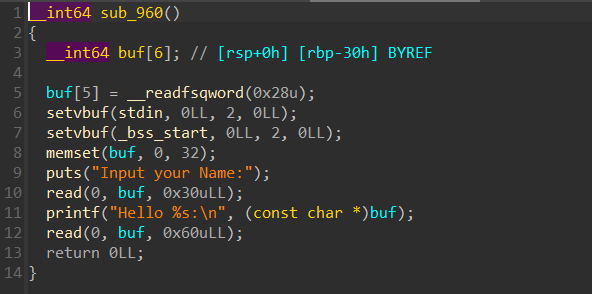 1 __int64 sub_960()
2 {
3   __int64 buf[6]; // [rsp+0h] [rbp-30h] BYREF
4
5   buf[5] = __readfsqword(0x28u);
6   setvbuf(stdin, 0LL, 2, 0LL);
7   setvbuf(_bss_start, 0LL, 2, 0LL);
8   memset(buf, 0, 32);
9   puts("Input your Name:");
10   read(0, buf, 0x30uLL);
11   printf("Hello %s:\n", (const char *)buf);
12   read(0, buf, 0x60uLL);
13   return 0LL;
14 }